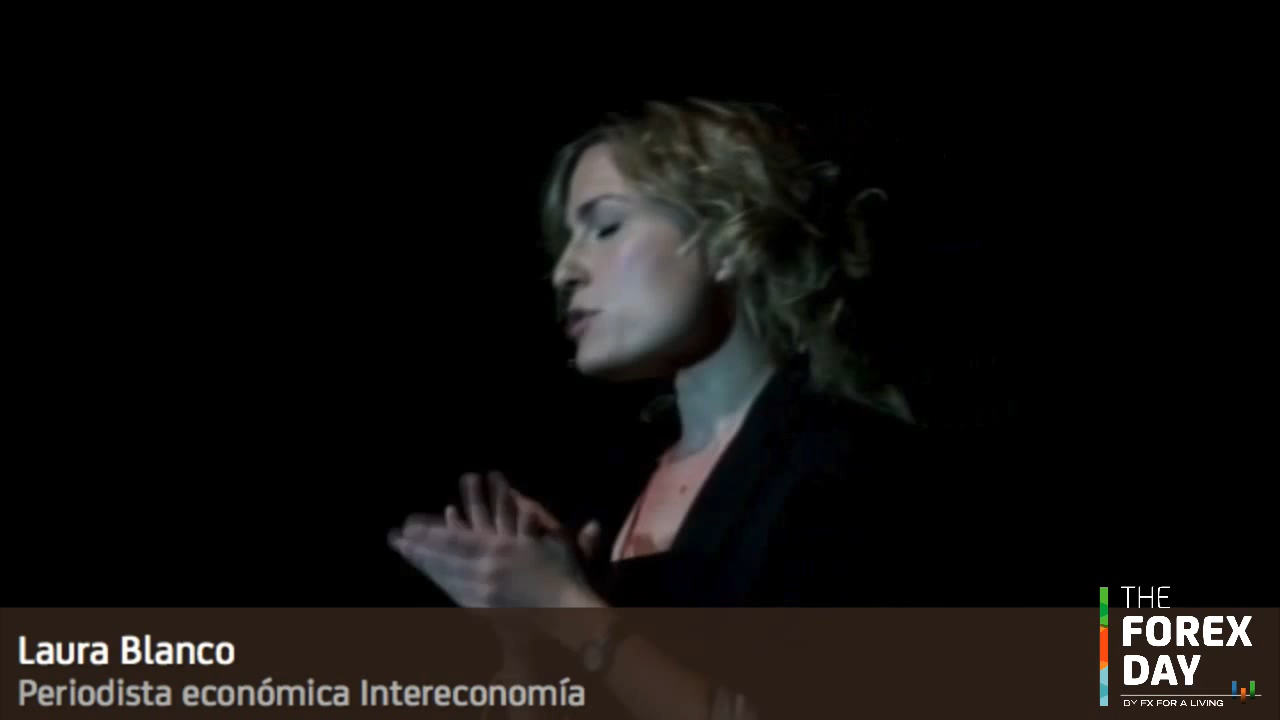 Laura Blanco
Periodista económica Intereconomía
THE
FOREX
DAY
BY FX FOR A LIVING